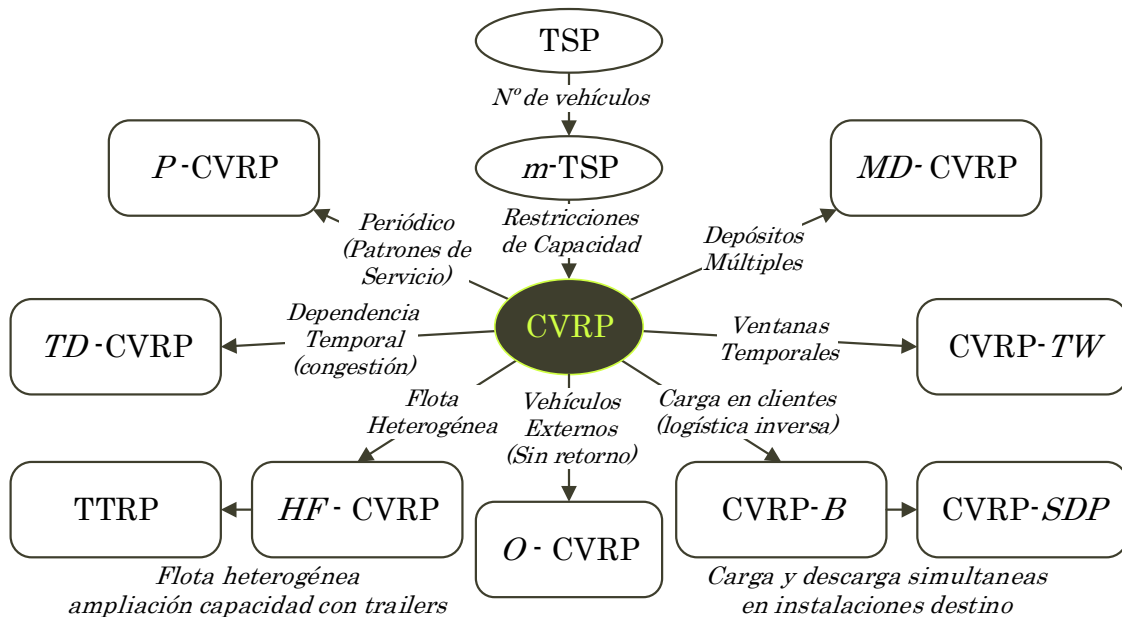 TSP
Nº de vehículos
P-CVRP
m-TSP
MD- CVRP
Periódico
(Patrones de
Servicio)
Restricciones
de Capacidad
Depósitos
Múltiples
TD-CVRP
Dependencia
Temporal
(congestión)
CVRP
Ventanas
Temporales
CVRP-TW
Flota
Heterogénea
Vehículos
Externos
(Sin retorno)
Carga en clientes
(logística inversa)
TTRP
HF- CVRP
O- CVRP
CVRP-B
CVRP-SDP
Flota heterogénea
ampliación capacidad con trailers
Carga y descarga simultaneas
en instalaciones destino